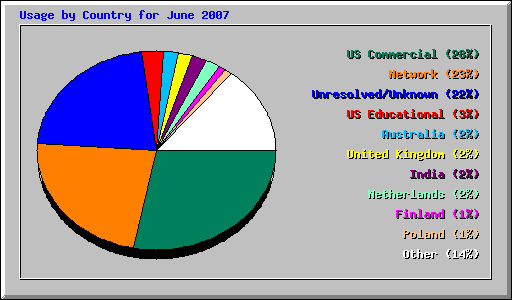 Usage by Country for June 2007
US Commercial (28%)
Network (23%)
Unresolved/Unknown (22%)
US Educational (3%)
Australia (2%)
United Kingdom (2%)
India (2%)
Netherlands (2%)
Finland (1%)
Poland (1%)
Other (14%)